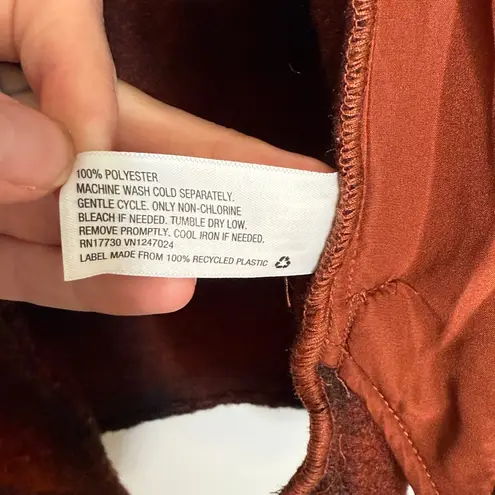 100% POLYESTER
MACHINE WASH COLD SEPARATELY.
GENTLE CYCLE. ONLY NON-CHLORINE
BLEACH IF NEEDED. TUMBLE DRY LOW.
REMOVE PROMPTLY. COOL IRON IF NEEDED.
RN17730 VN1247024
LABEL MADE FROM 100% RECYCLED PLASTIC